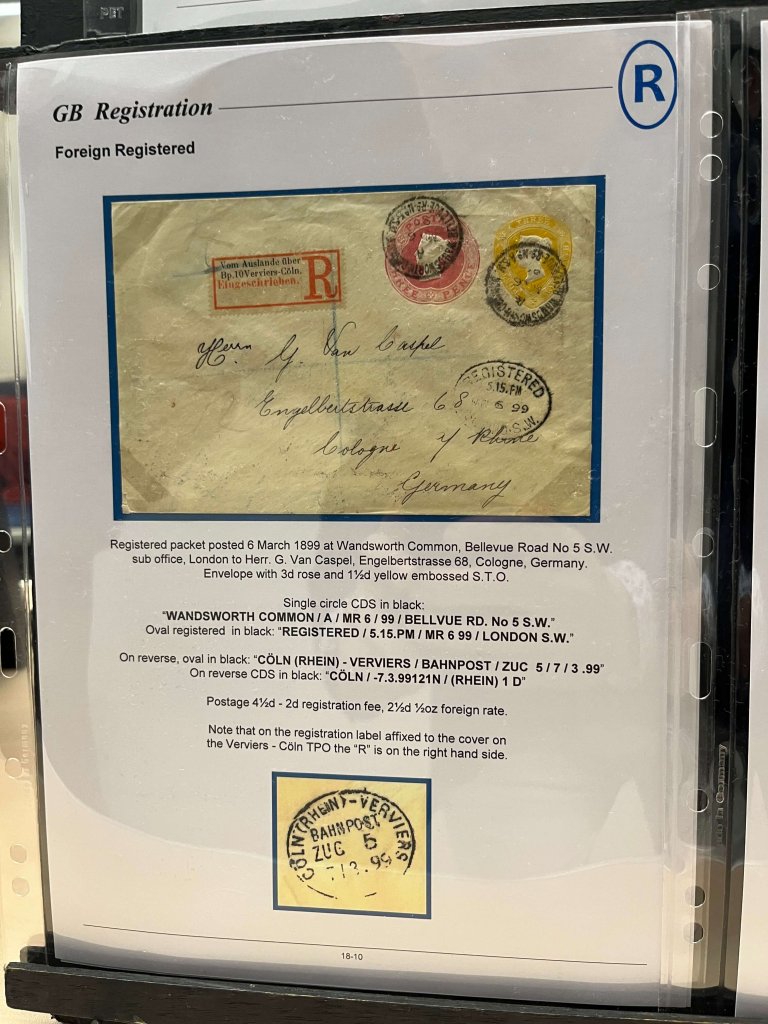 PET
GB Registration
R
Foreign Registered
Vom Auslande über
Bp.10 Verviers-Cöln.
Eingeschrieben.
R
THREE PENCE
THREE
Herrn G. Van Caspel
Engelbertstrasse 68
Cologne y/ Rhine
Germany
REGISTERED
5.15.PM
6 99
S.W.
Registered packet posted 6 March 1899 at Wandsworth Common, Bellevue Road No 5 S.W.
sub office, London to Herr. G. Van Caspel, Engelbertstrasse 68, Cologne, Germany.
Envelope with 3d rose and 1½d yellow embossed S.T.O.
Single circle CDS in black:
“WANDSWORTH COMMON / A / MR 6 / 99 / BELLVUE RD. No 5 S.W.”
Oval registered in black: “REGISTERED / 5.15.PM / MR 6 99 / LONDON S.W.”
On reverse, oval in black: “CÖLN (RHEIN) - VERVIERS / BAHNPOST / ZUC 5 / 7 / 3 .99”
On reverse CDS in black: “CÖLN / -7.3.99121N / (RHEIN) 1 D”
Postage 4½d - 2d registration fee, 2½d ½oz foreign rate.
Note that on the registration label affixed to the cover on
the Verviers - Cöln TPO the “R” is on the right hand side.
CÖLN (RHEIN) - VERVIERS
BAHNPOST
ZUG 5
7/3.99
18-10